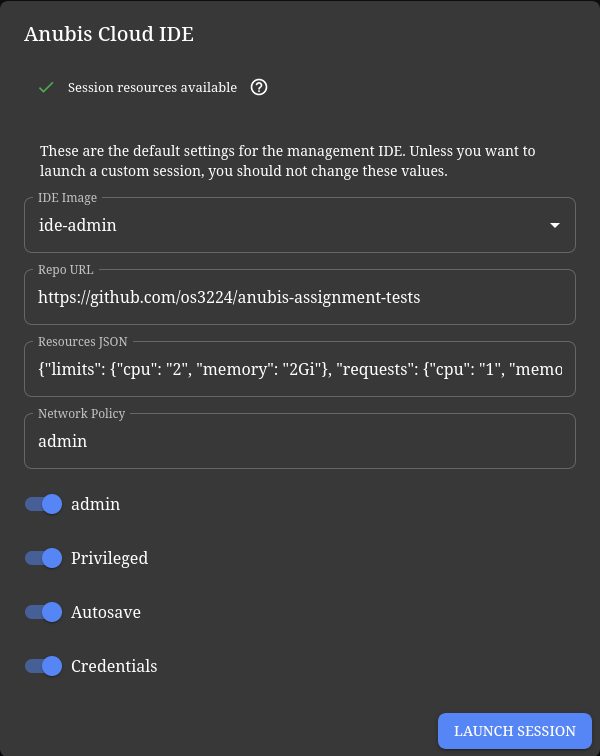 Anubis Cloud IDE
Session resources available
These are the default settings for the management IDE. Unless you want to
launch a custom session, you should not change these values.
IDE Image
ide-admin
Repo URL
https://github.com/os3224/anubis-assignment-tests
Resources JSON
{"limits": {"cpu": "2", "memory": "2Gi"}, "requests": {"cpu": "1", "memo
Network Policy
admin
admin
Privileged
Autosave
Credentials
LAUNCH SESSION